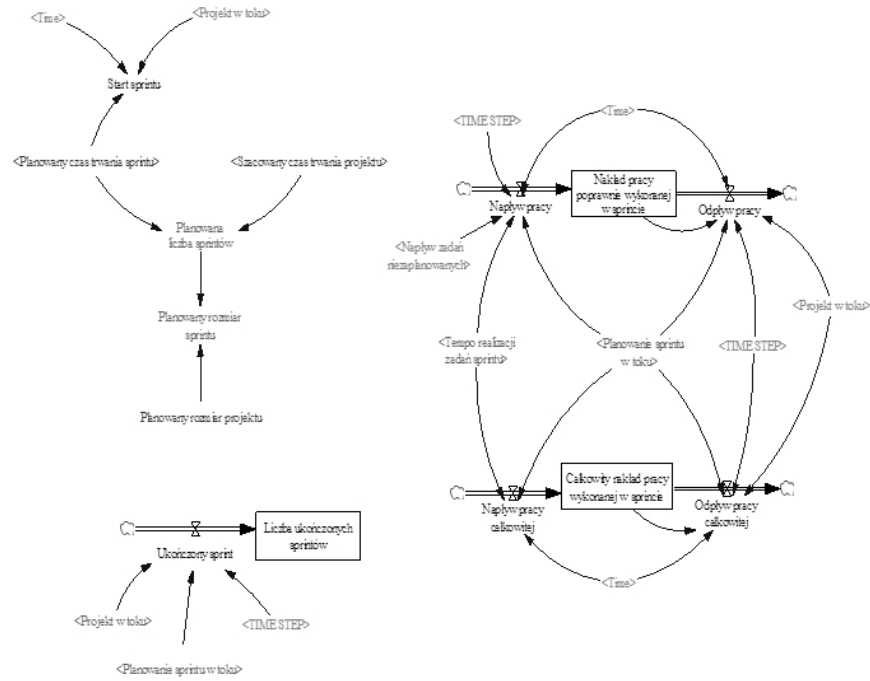 <Time>
<Projekt w toku>
Start sprintu
<Planowany czas trwania sprintu>
<Szacowany czas trwania projektu>
Planowana
liczba sprintów
Planowany rozmiar
sprintu
Planowany rozmiar projektu
Liczba ukończonych
sprintów
Ukończony sprint
<Projekt w toku>
<TIME STEP>
<Planowanie sprintu w toku>
<Time>
<TIME STEP>
Nakład pracy
poprawnie wykonanej
w sprincie
Napływ pracy
Odpływ pracy
<Napływ zadań
niezaplanowanych>
<Projekt w toku>
<Tempo realizacji
zadań sprintu>
<Planowanie sprintu
w toku>
<TIME STEP>
Całkowity nakład pracy
wykonanej w sprincie
Napływ pracy
całkowitej
Odpływ pracy
całkowitej
<Time>